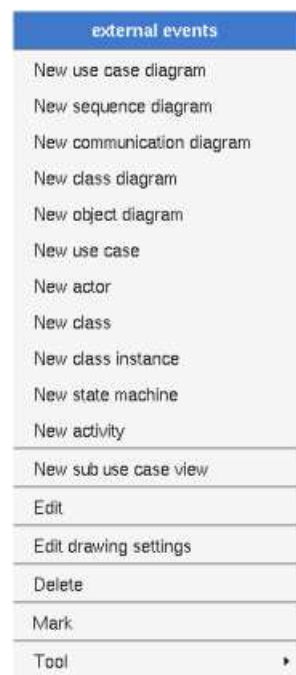 external events
New use case diagram
New sequence diagram
New communication diagram
New class diagram
New object diagram
New use case
New actor
New class
New class instance
New state machine
New activity
New sub use case view
Edit
Edit drawing settings
Delete
Mark
Tool